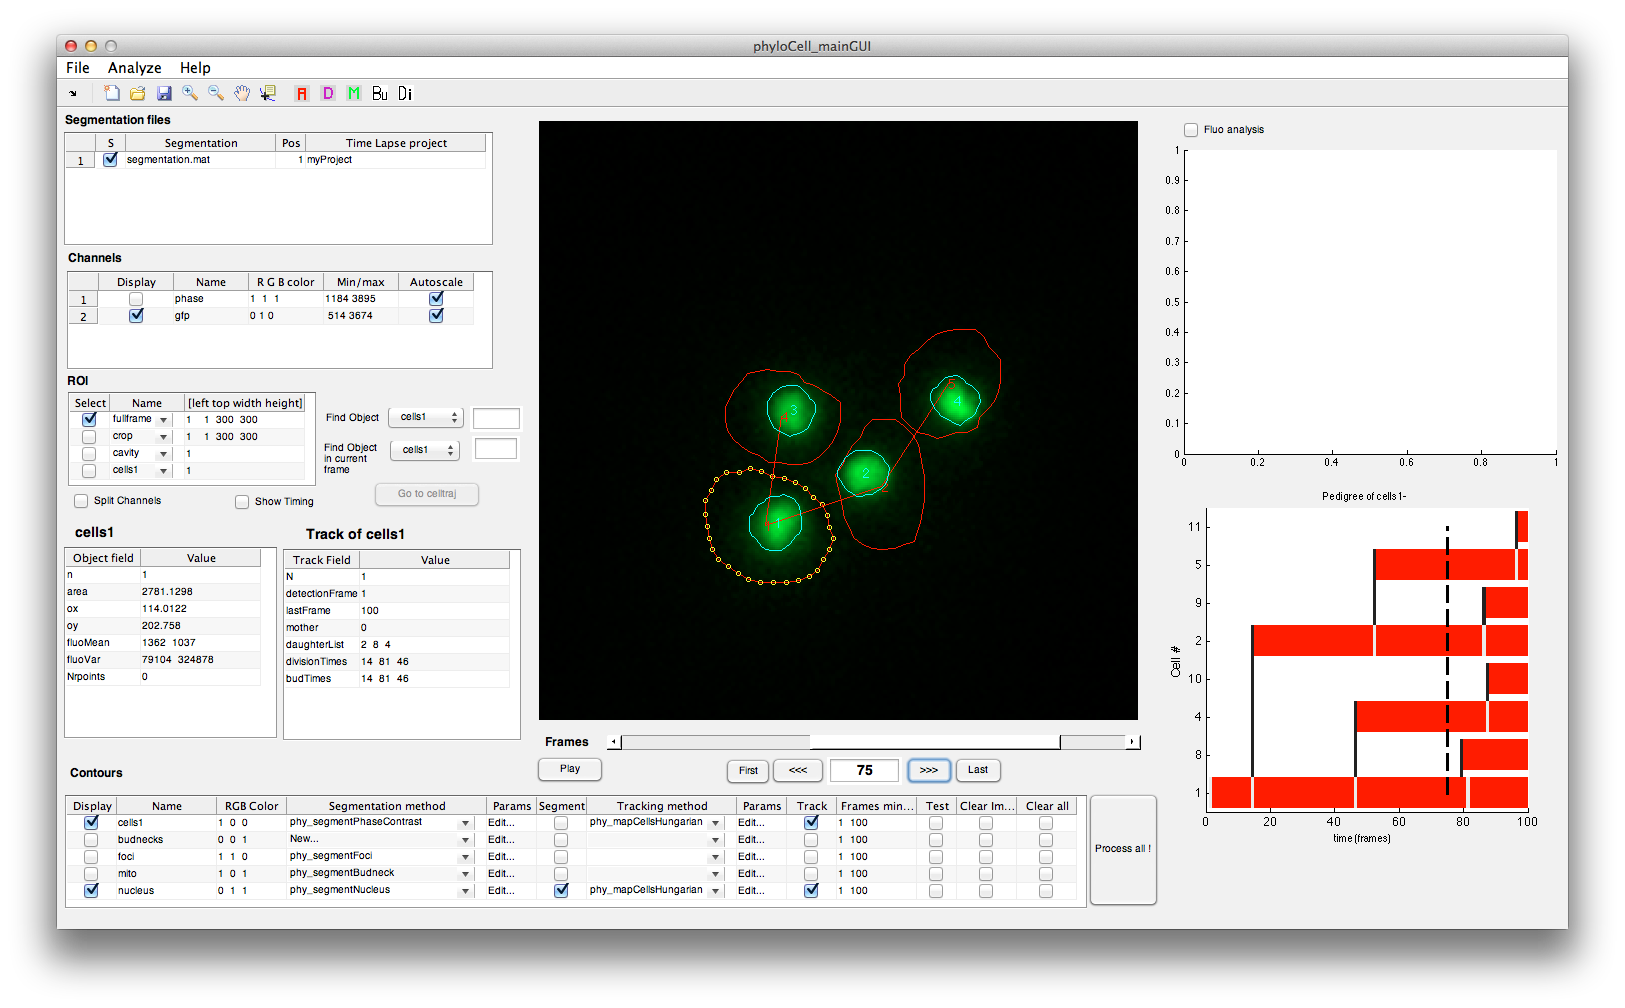 phyloCell_mainGUI
File Analyze Help
A D M Bu Di
Segmentation files
S Segmentation Pos Time Lapse project
1 segmentation.mat 1 myProject
Channels
Display Name R G B color Min/max Autoscale
1 phase 1 1 1 1184 3895
2 gfp 0 1 0 514 3674
ROI
Select Name [left top width height]
fullframe 1 1 300 300
crop 1 1 300 300
cavity 1
cells1 1
Find Object cells1
Find Object
in current
frame
cells1
Split Channels Show Timing Go to celltraj
cells1
Object field Value
n 1
area 2781.1298
ox 114.0122
oy 202.758
fluoMean 1362 1037
fluoVar 79104 324878
Nrpoints 0
Track of cells1
Track Field Value
N 1
detectionFrame 1
lastFrame 100
mother 0
daughterList 2 8 4
divisionTimes 14 81 46
budTimes 14 81 46
5
4
3
2
1
Frames
Play First <<< 75 >>> Last
Fluo analysis
1
0.9
0.8
0.7
0.6
0.5
0.4
0.3
0.2
0.1
0
0 0.2 0.4 0.6 0.8 1
Pedigree of cells1-
Cell #
11
5
9
2
10
4
8
1
0 20 40 60 80 100
time (frames)
Contours
Display Name RGB Color Segmentation method Params Segment Tracking method Params Track Frames min... Test Clear Im... Clear all
cells1 1 0 0 phy_segmentPhaseContrast Edit... phy_mapCellsHungarian Edit... 1 100
budnecks 0 0 1 New... Edit... Edit... 1 100
foci 1 1 0 phy_segmentFoci Edit... Edit... 1 100
mito 1 0 1 phy_segmentBudneck Edit... Edit... 1 100
nucleus 0 1 1 phy_segmentNucleus Edit... phy_mapCellsHungarian Edit... 1 100
Process all !